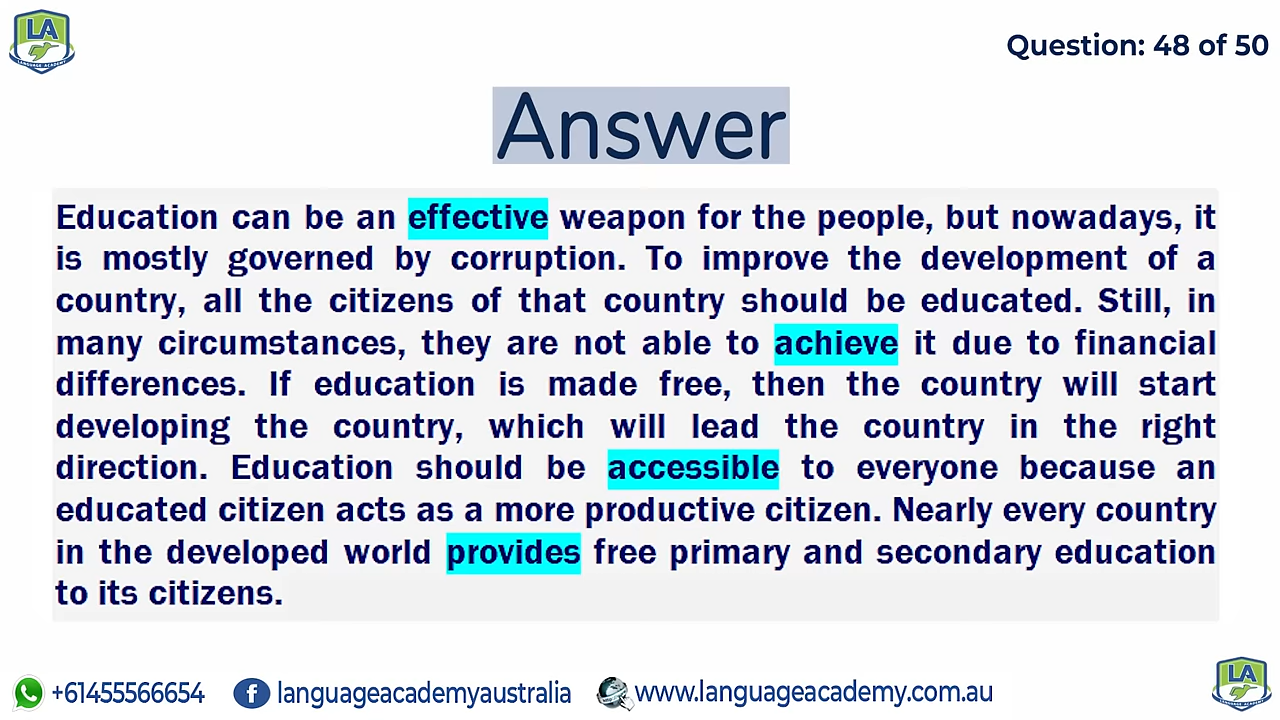 LA
LANGUAGE ACADEMY
Question: 48 of 50
Answer
Education can be an effective weapon for the people, but nowadays, it
is mostly governed by corruption. To improve the development of a
country, all the citizens of that country should be educated. Still, in
many circumstances, they are not able to achieve it due to financial
differences. If education is made free, then the country will start
developing the country, which will lead the country in the right
direction. Education should be accessible to everyone because an
educated citizen acts as a more productive citizen. Nearly every country
in the developed world provides free primary and secondary education
to its citizens.
+61455566654
languageacademyaustralia
www.languageacademy.com.au
LA
LANGUAGE ACADEMY